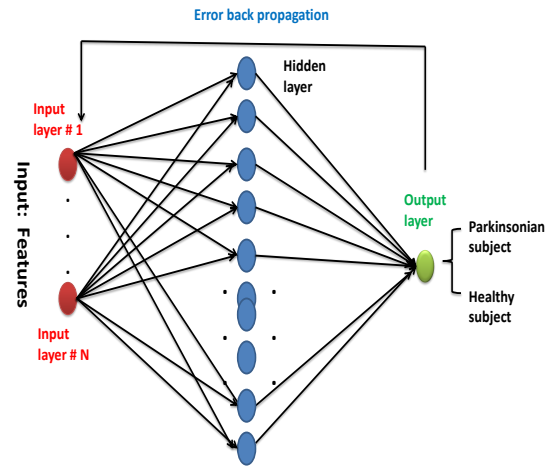 Error back propagation
Hidden
layer
Input
layer # 1
Input: Features
Output
layer
Parkinsonian
subject
Healthy
subject
Input
layer # N